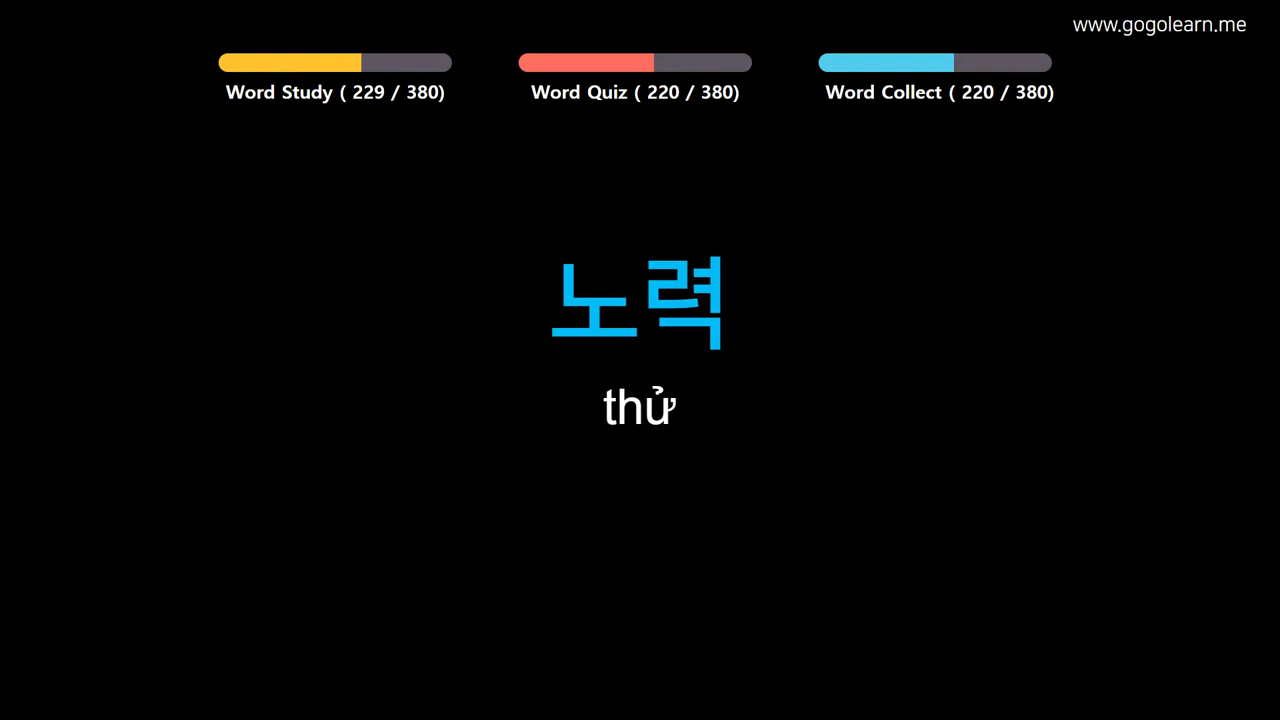 www.gogolearn.me
Word Study ( 229 / 380)
Word Quiz ( 220 / 380)
Word Collect ( 220 / 380)
노력
thử